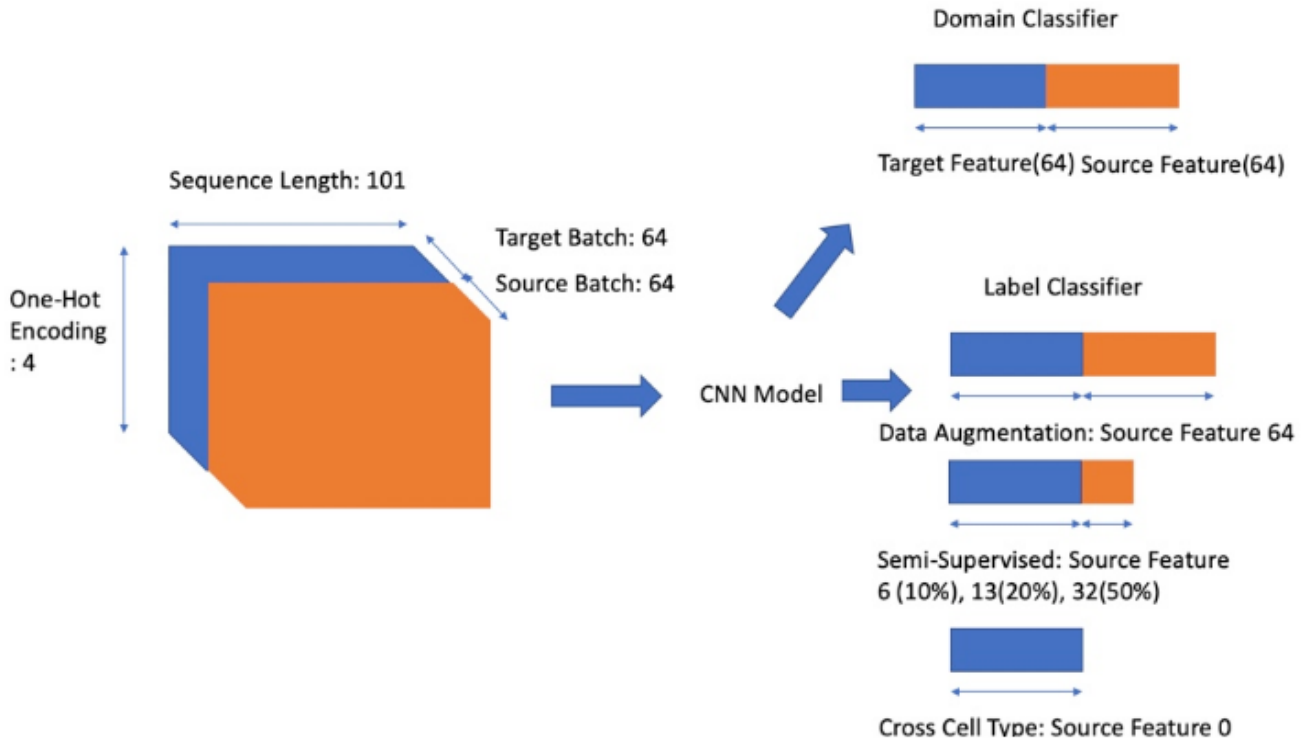 Domain Classifier
Target Feature(64) Source Feature(64)
Sequence Length: 101
Target Batch: 64
Source Batch: 64
One-Hot
Encoding
: 4
CNN Model
Label Classifier
Data Augmentation: Source Feature 64
Semi-Supervised: Source Feature
6 (10%), 13(20%), 32(50%)
Cross Cell Type: Source Feature 0